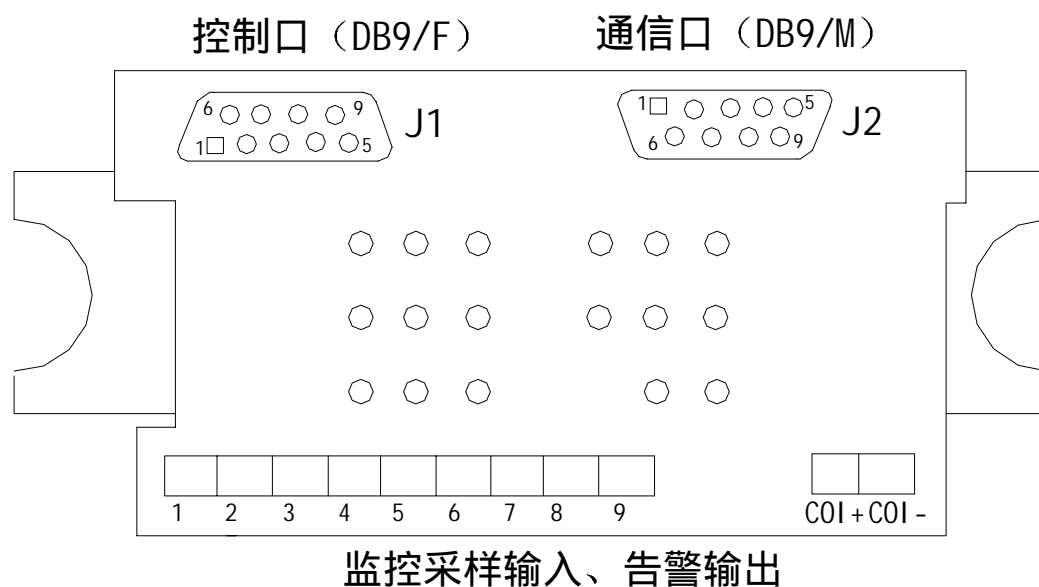 控制口（DB9/F） 通信口（DB9/M）
6 9 J1 1 5 J2
1 5 6 9
1 2 3 4 5 6 7 8 9 COI+COI-
监控采样输入、告警输出